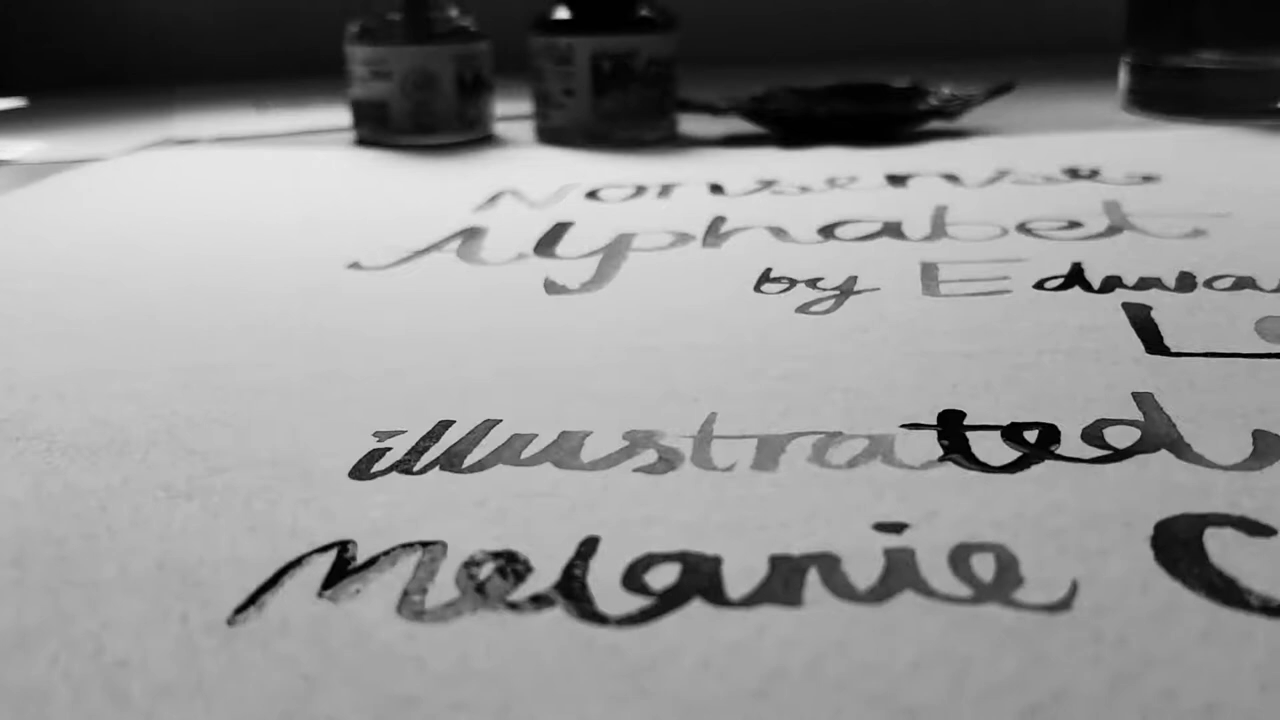 Nonsense
Alphabet
by Edwa
L
illustrated
Melanie C